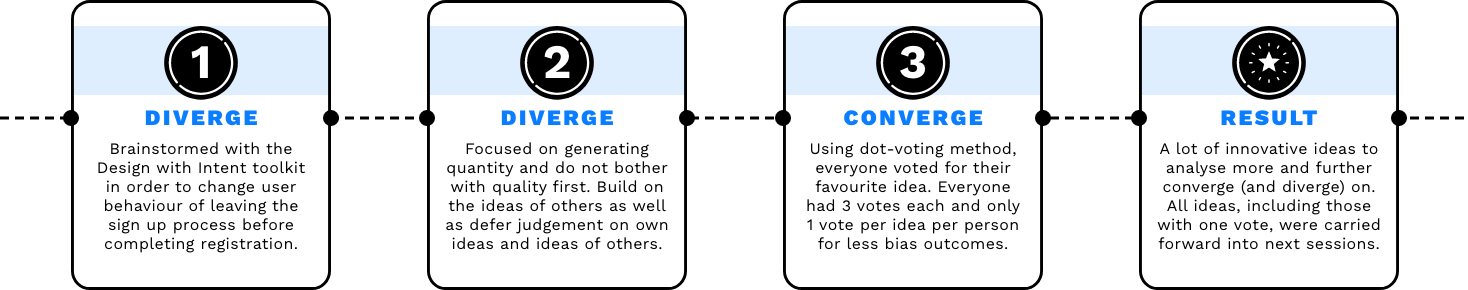 1
DIVERGE
Brainstormed with the
Design with Intent toolkit
in order to change user
behaviour of leaving the
sign up process before
completing registration.
2
DIVERGE
Focused on generating
quantity and do not bother
with quality first. Build on
the ideas of others as well
as defer judgement on own
ideas and ideas of others.
3
CONVERGE
Using dot-voting method,
everyone voted for their
favourite idea. Everyone
had 3 votes each and only
1 vote per idea per person
for less bias outcomes.
RESULT
A lot of innovative ideas to
analyse more and further
converge (and diverge) on.
All ideas, including those
with one vote, were carried
forward into next sessions.